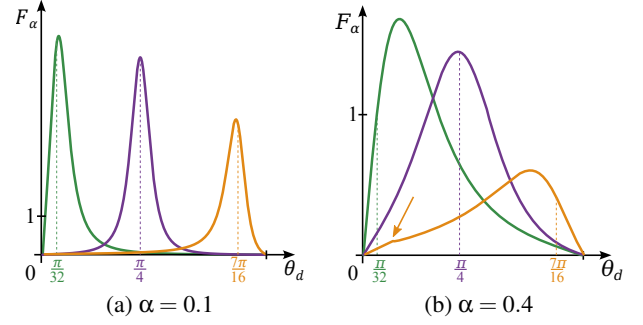 F_α
1
0
π/32
π/4
7π/16
θ_d
(a) α = 0.1
F_α
1
0
π/32
π/4
7π/16
θ_d
(b) α = 0.4